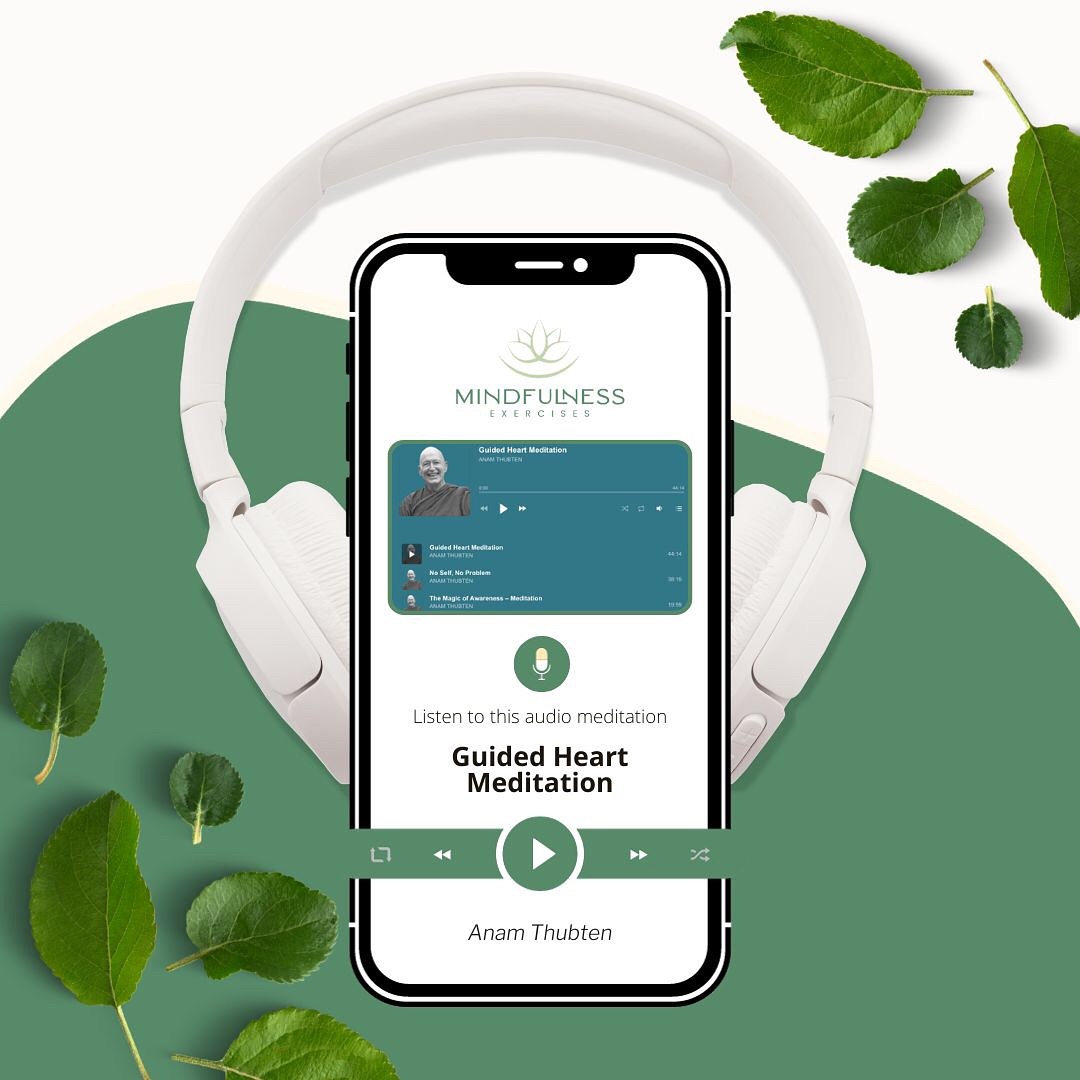 MINDFULNESS
EXERCISES
Guided Heart Meditation
ANAM THUBTEN
0:00 44:14
Guided Heart Meditation 44:14
ANAM THUBTEN
No Self, No Problem 38:19
ANAM THUBTEN
The Magic of Awareness – Meditation 19:59
ANAM THUBTEN
Listen to this audio meditation
Guided Heart
Meditation
Anam Thubten